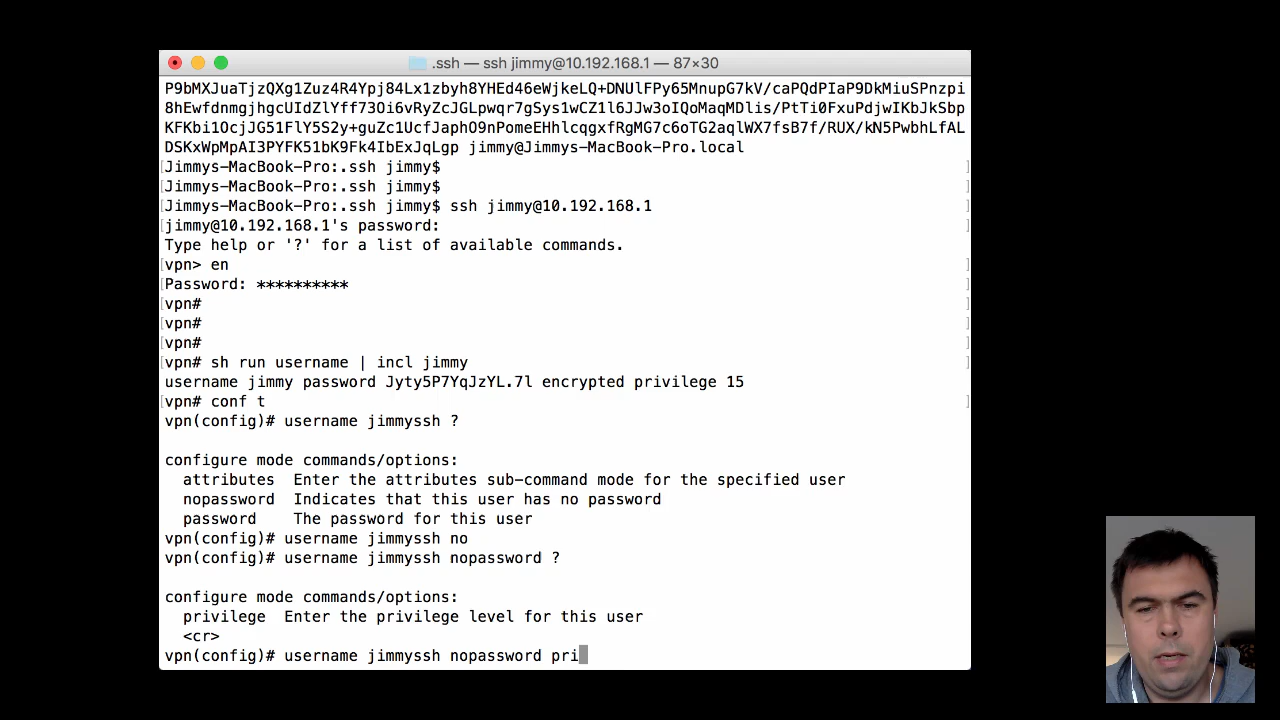 .ssh — ssh jimmy@10.192.168.1 — 87×30
P9bMXJuaTjzQXg1Zuz4R4Ypj84Lx1zbyh8YHEd46eWjkeLQ+DNUlFPy65MnupG7kV/caPQdPIaP9DkMiuSPnzpi
8hEwfdnmgjhgcUIdZlYff73Oi6vRyZcJGLpwqr7gSys1wCZ1l6JJw3oIQoMaqMDlis/PtTi0FxuPdjwIKbJkSbp
KFKbi1OcjJG51FlY5S2y+guZc1UcfJaphO9nPomeEHhlcqgxfRgMG7c6oTG2aqlWX7fsB7f/RUX/kN5PwbhLfAL
DSKxWpMpAI3PYFK51bK9Fk4IbExJqLgp jimmy@Jimmys-MacBook-Pro.local
[Jimmys-MacBook-Pro:.ssh jimmy$ ]
[Jimmys-MacBook-Pro:.ssh jimmy$ ]
[Jimmys-MacBook-Pro:.ssh jimmy$ ssh jimmy@10.192.168.1 ]
[jimmy@10.192.168.1's password: ]
Type help or '?' for a list of available commands.
[vpn> en ]
[Password: ********** ]
[vpn# ]
[vpn# ]
[vpn# ]
[vpn# sh run username | incl jimmy ]
username jimmy password Jyty5P7YqJzYL.7l encrypted privilege 15
[vpn# conf t ]
vpn(config)# username jimmyssh ?
configure mode commands/options:
attributes Enter the attributes sub-command mode for the specified user
nopassword Indicates that this user has no password
password The password for this user
vpn(config)# username jimmyssh no
vpn(config)# username jimmyssh nopassword ?
configure mode commands/options:
privilege Enter the privilege level for this user
<cr>
vpn(config)# username jimmyssh nopassword pri